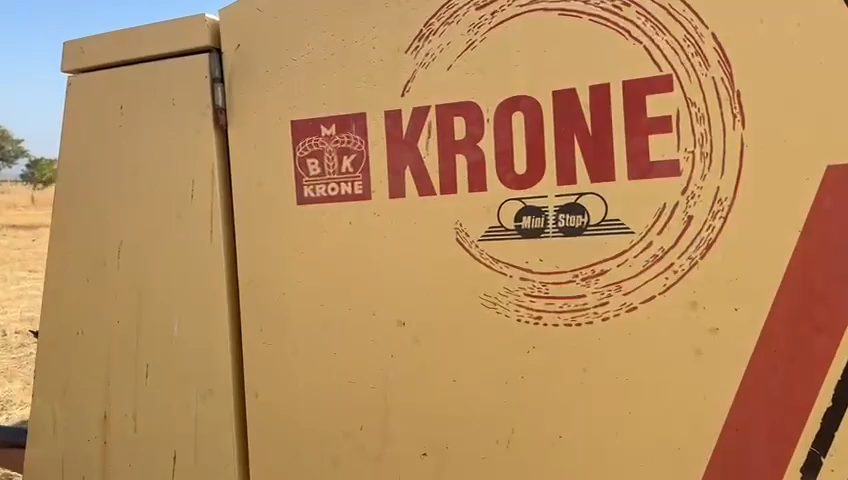 M
B K
KRONE
KRONE
Mini Stop